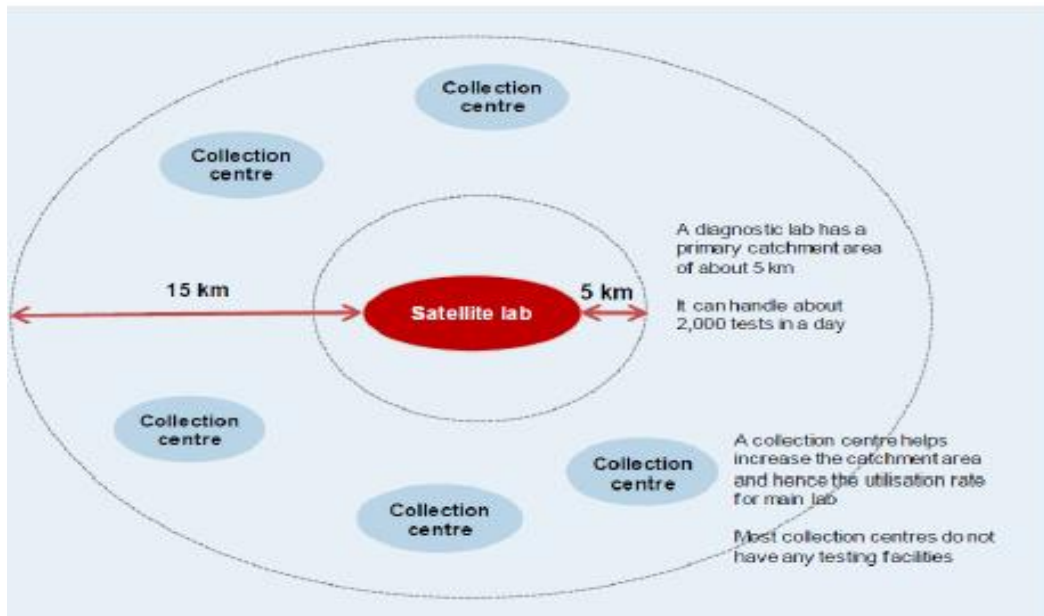 Collection
centre
Collection
centre
A diagnostic lab has a
primary catchment area
of about 5 km
15 km
5 km
Satellite lab
It can handle about
2,000 tests in a day
Collection
centre
A collection centre helps
increase the catchment area
and hence the utilisation rate
for main lab
Collection
centre
Collection
centre
Most collection centres do not
have any testing facilities